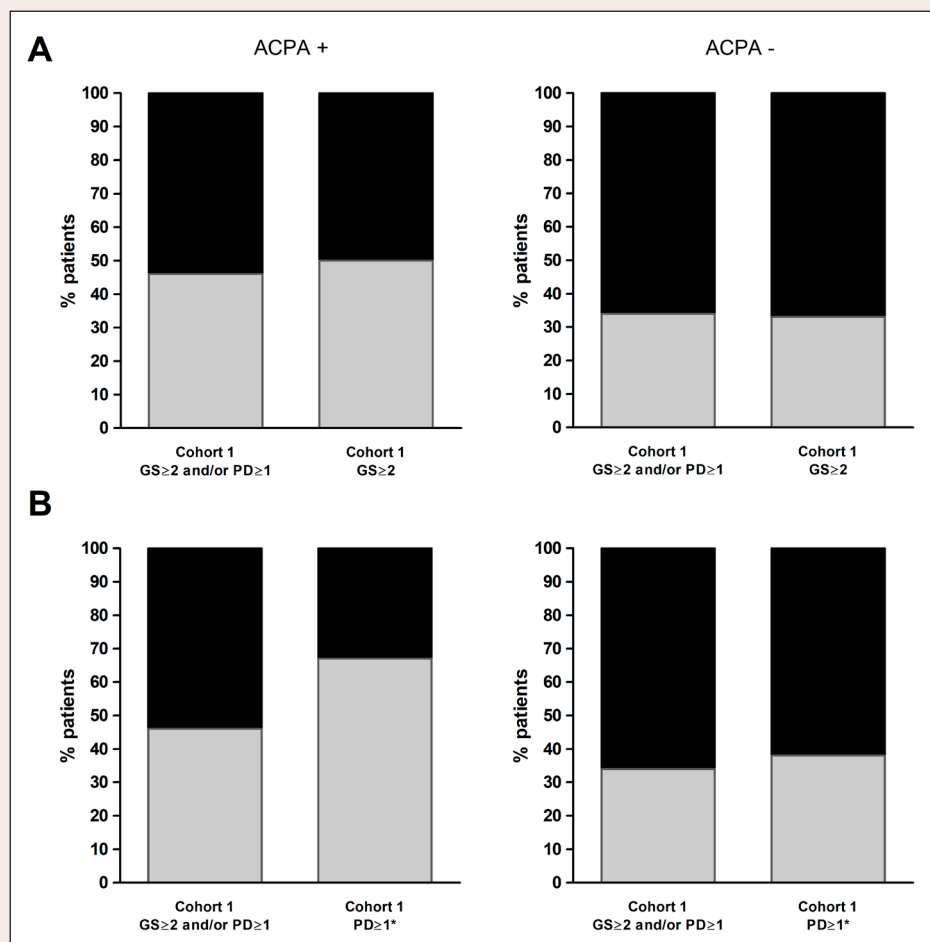 A
ACPA +
ACPA -
% patients
100
90
80
70
60
50
40
30
20
10
0
Cohort 1
GS≥2 and/or PD≥1
Cohort 1
GS≥2
% patients
100
90
80
70
60
50
40
30
20
10
0
Cohort 1
GS≥2 and/or PD≥1
Cohort 1
GS≥2
B
% patients
100
90
80
70
60
50
40
30
20
10
0
Cohort 1
GS≥2 and/or PD≥1
Cohort 1
PD≥1*
% patients
100
90
80
70
60
50
40
30
20
10
0
Cohort 1
GS≥2 and/or PD≥1
Cohort 1
PD≥1*